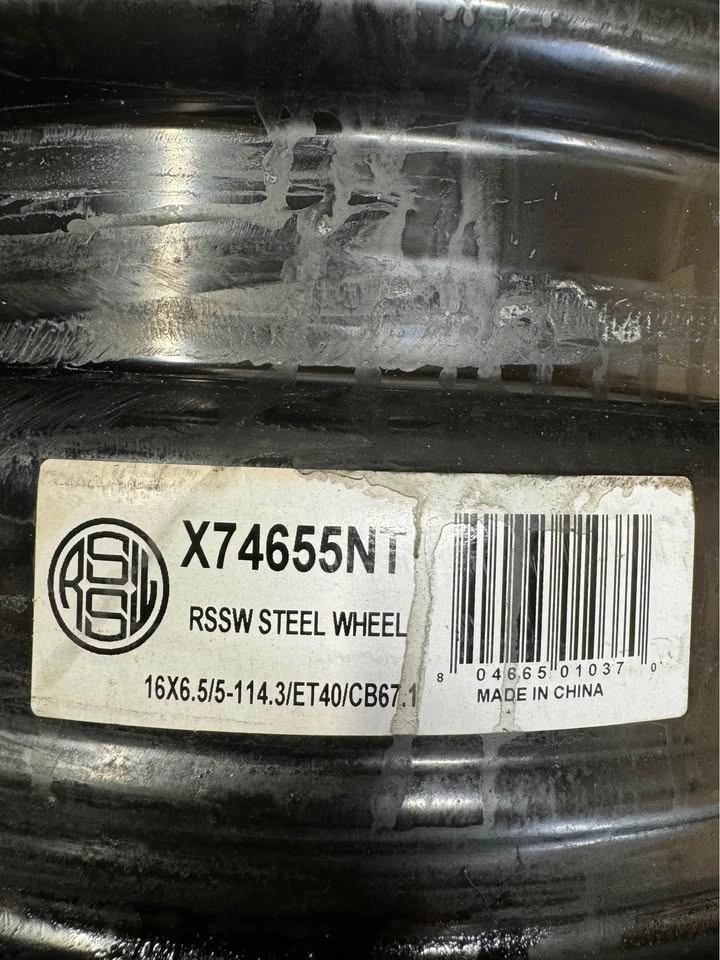 RSSW
X74655NT
RSSW STEEL WHEEL
16X6.5/5-114.3/ET40/CB67.1
8 04665 01037 0
MADE IN CHINA